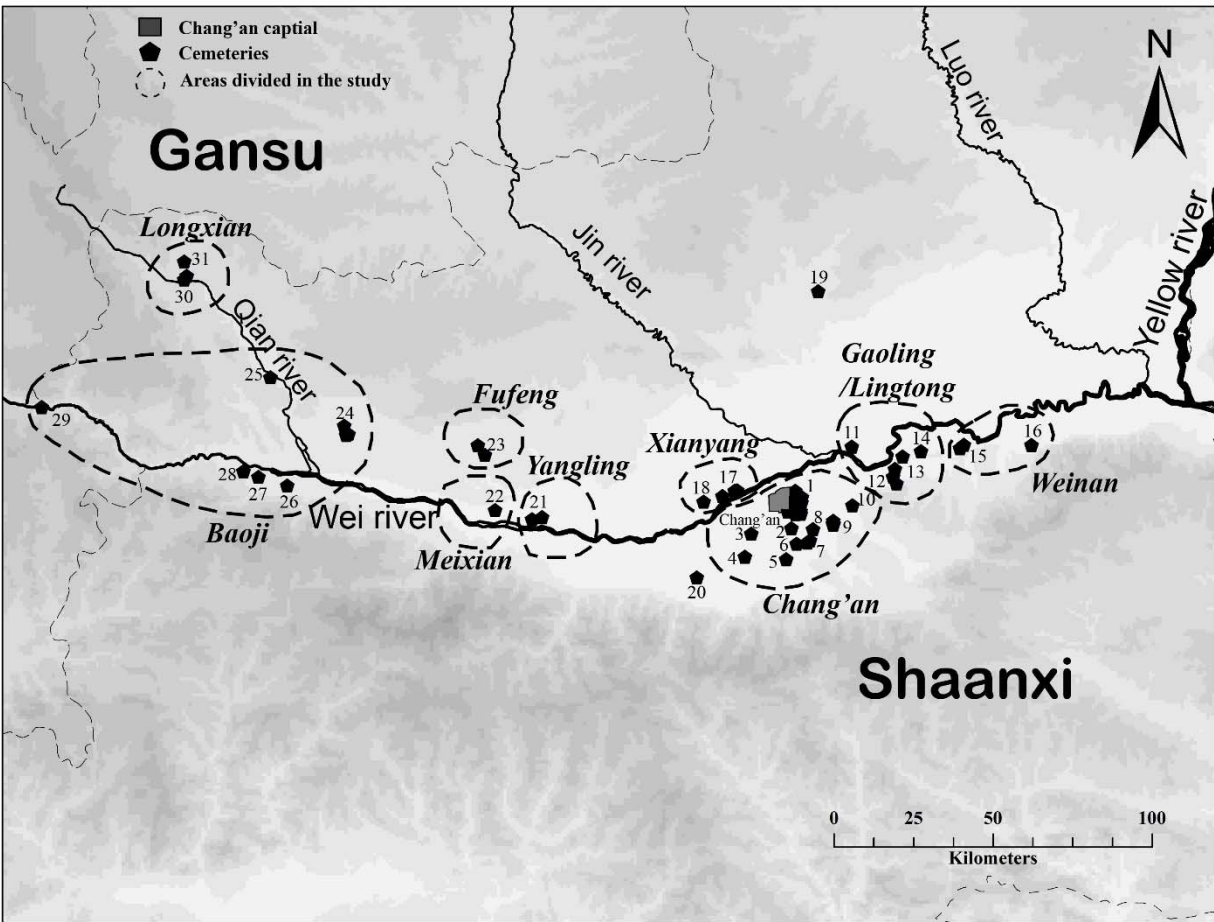 Chang'an captial
Cemeteries
Areas divided in the study
N
Gansu
Luo river
Longxian
31
30
Jin river
19
Yellow river
Qian river
Gaoling
/Lingtong
25
29
24
Fufeng
23
Xianyang
11
14
13
12
15
16
Weinan
28
27
26
Baoji
Wei river
22
Yangling
21
Meixian
18
17
1
Chang'an
2
3
4
5
6
7
8
9
10
20
Chang'an
Shaanxi
0 25 50 100
Kilometers